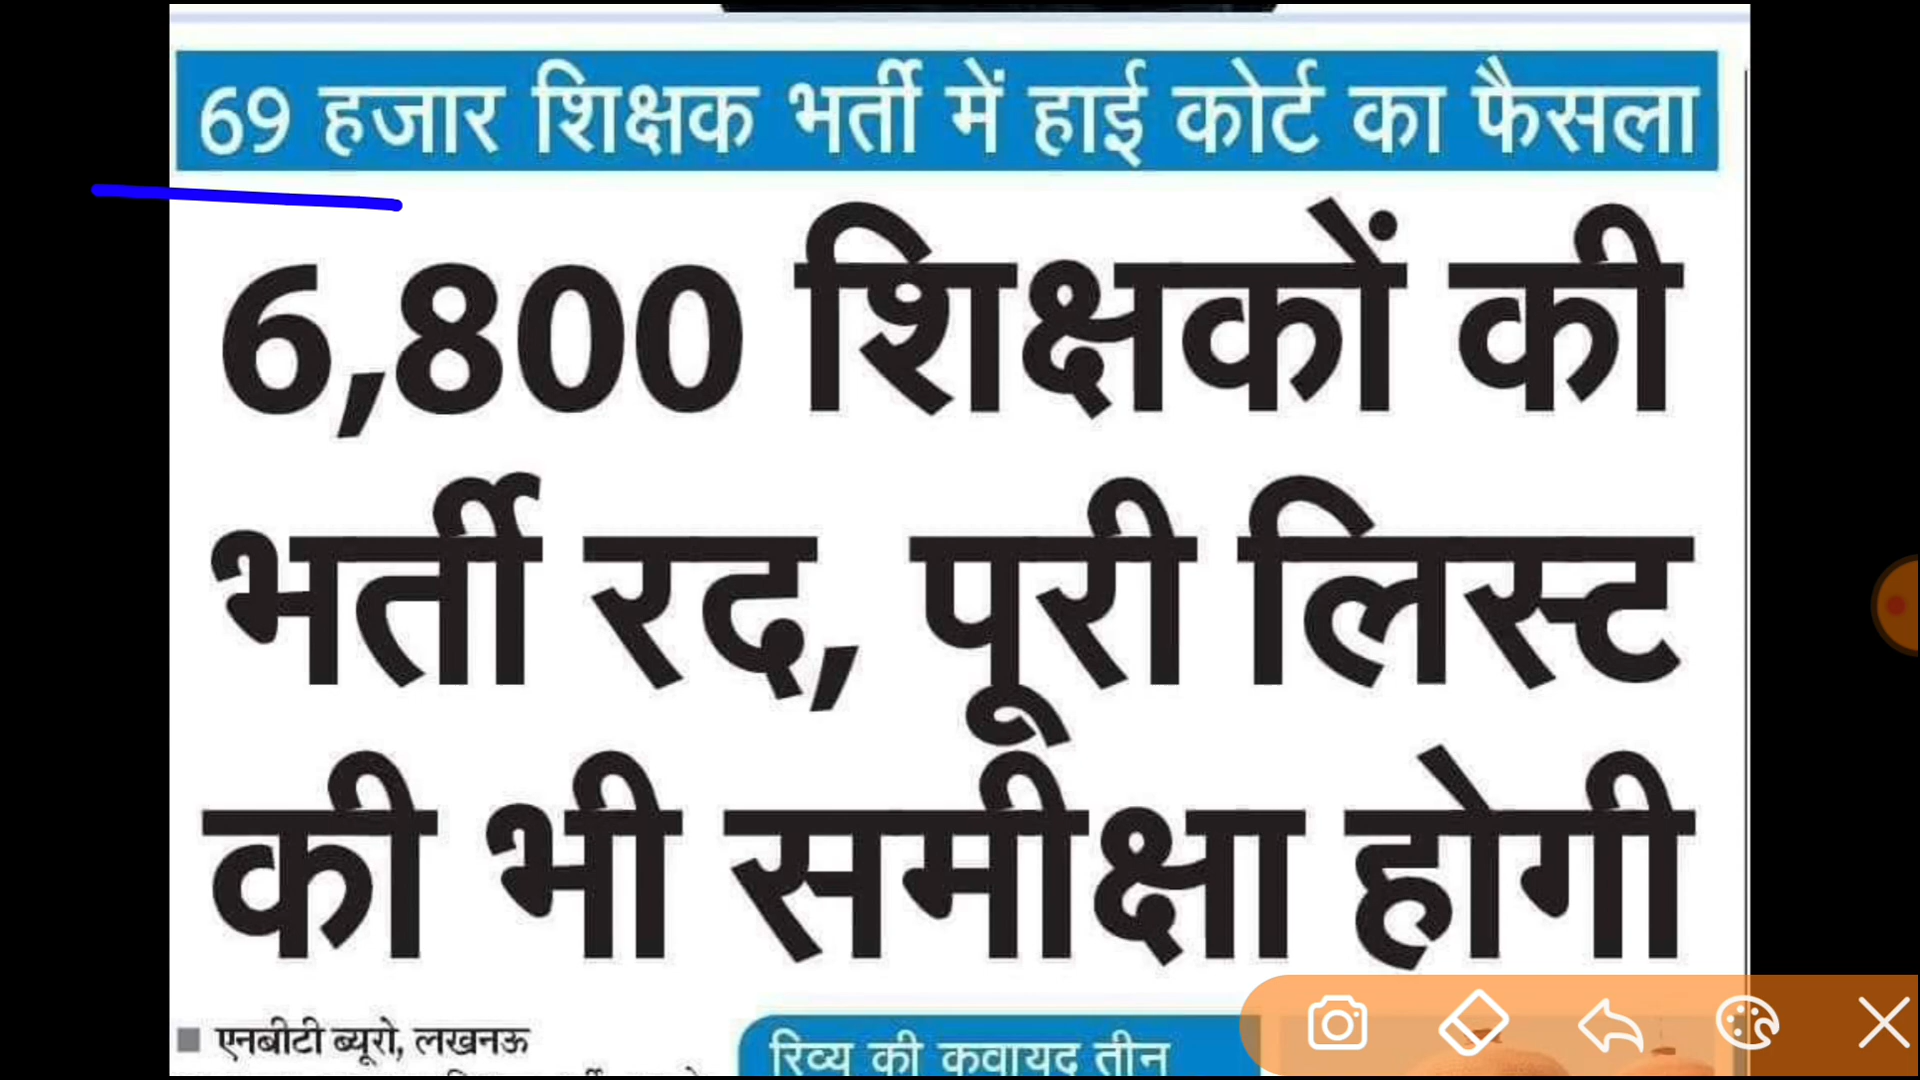 69 हजार शिक्षक भर्ती में हाई कोर्ट का फैसला
6,800 शिक्षकों की
भर्ती रद, पूरी लिस्ट
की भी समीक्षा होगी
एनबीटी ब्यूरो, लखनऊ
रिव्यू की कवायद तीन